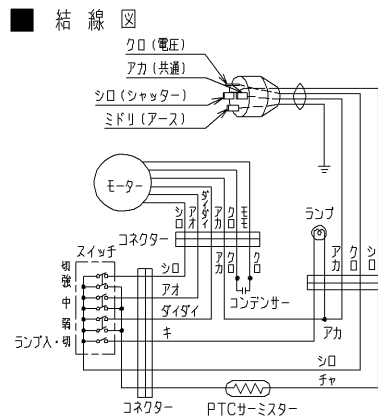 ■ 結線図
クロ(電圧)
アカ(共通)
シロ(シャッター)
ミドリ(アース)
モーター
シロ
アオ
ダイダイ
アカ
クロ
モモ
ランプ
コネクター
アカ
クロ
クロ
アカ
クロ
シロ
スイッチ
切
強
中
弱
ランプ入・切
シロ
アオ
ダイダイ
キ
コンデンサー
アカ
シロ
チャ
コネクター
PTCサーミスター